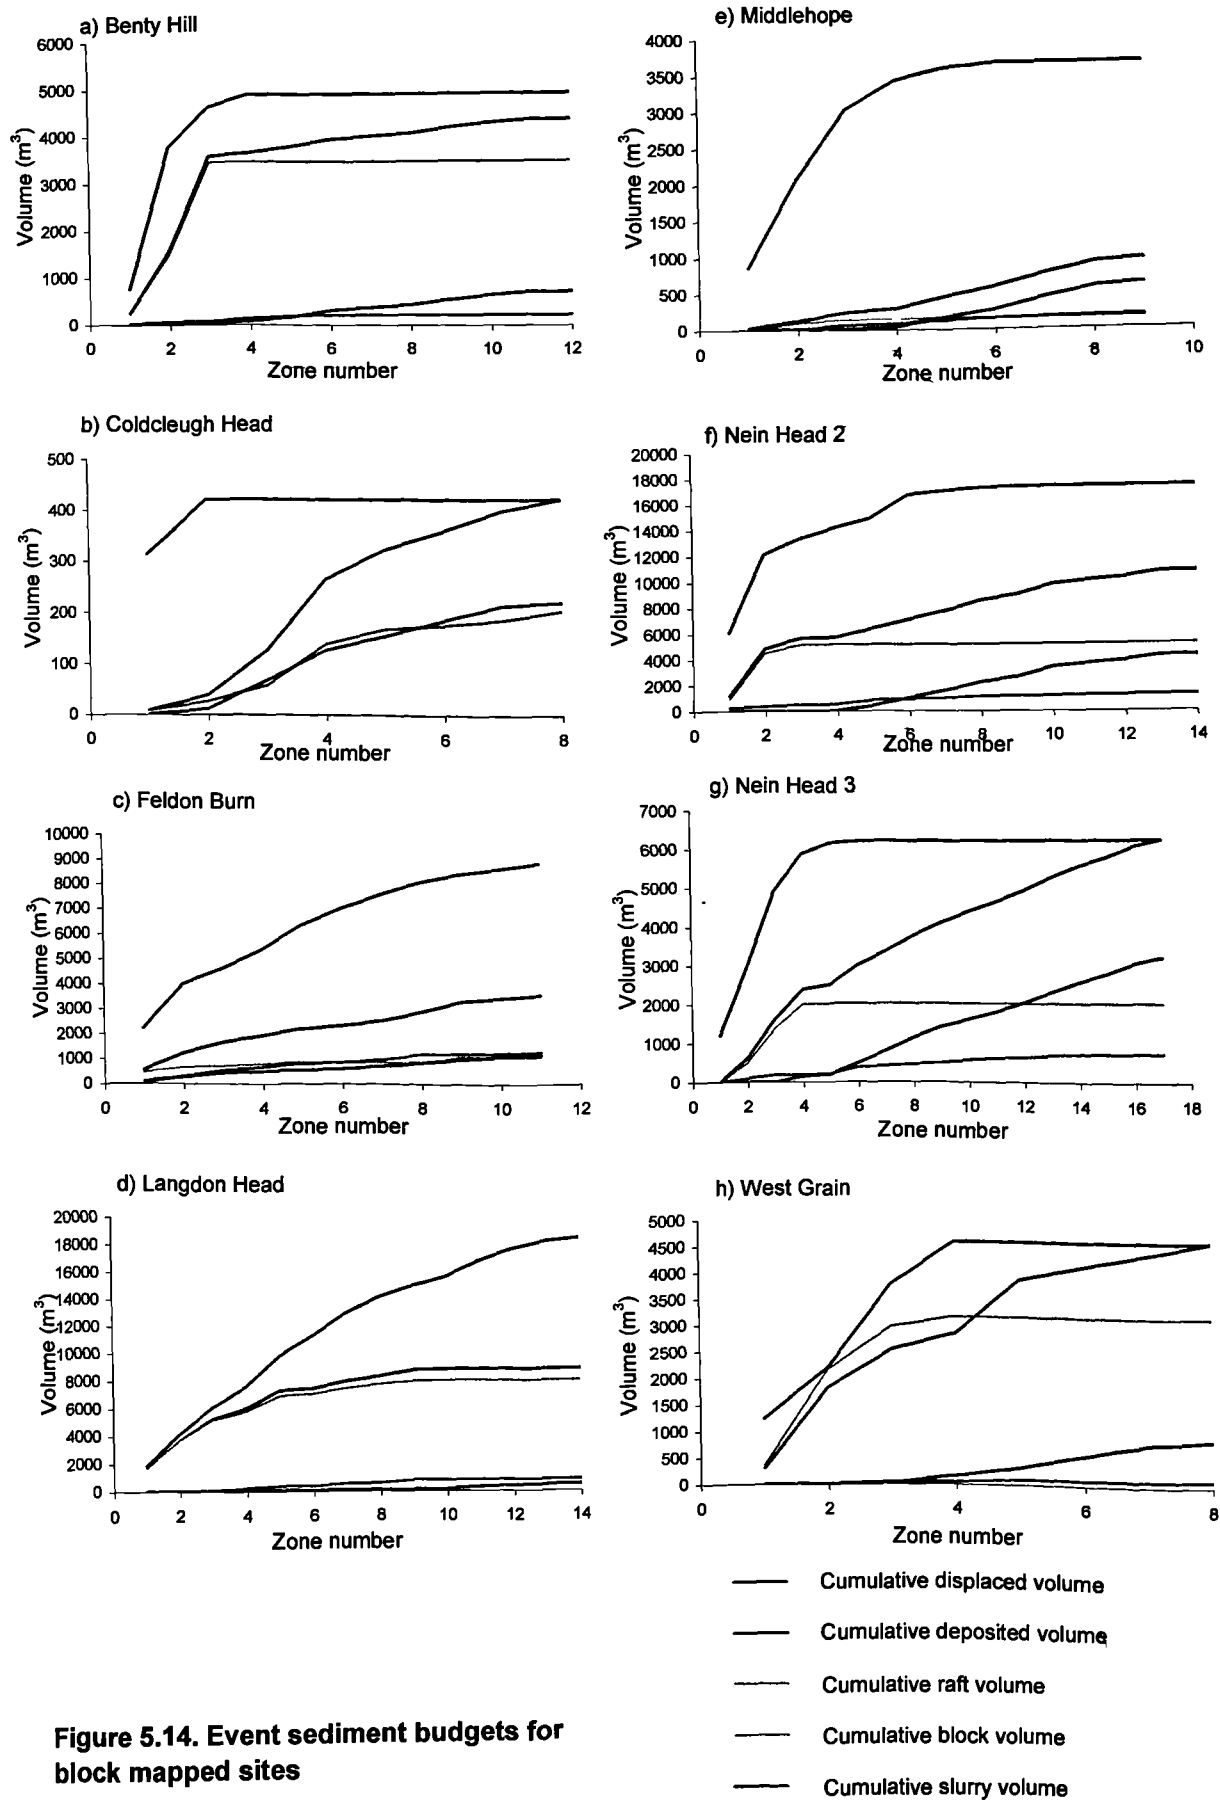 a) Benty Hill
6000
5000
4000
3000
2000
1000
0
Volume (m³)
0 2 4 6 8 10 12
Zone number
b) Coldcleugh Head
500
400
300
200
100
0
Volume (m³)
0 2 4 6 8
Zone number
c) Feldon Burn
10000
9000
8000
7000
6000
5000
4000
3000
2000
1000
0
Volume (m³)
0 2 4 6 8 10 12
Zone number
d) Langdon Head
20000
18000
16000
14000
12000
10000
8000
6000
4000
2000
0
Volume (m³)
0 2 4 6 8 10 12 14
Zone number
e) Middlehope
4000
3500
3000
2500
2000
1500
1000
500
0
Volume (m³)
0 2 4 6 8 10
Zone number
f) Nein Head 2
20000
18000
16000
14000
12000
10000
8000
6000
4000
2000
0
Volume (m³)
0 2 4 6 8 10 12 14
Zone number
g) Nein Head 3
7000
6000
5000
4000
3000
2000
1000
0
Volume (m³)
0 2 4 6 8 10 12 14 16 18
Zone number
h) West Grain
5000
4500
4000
3500
3000
2500
2000
1500
1000
500
0
Volume (m³)
0 2 4 6 8
Zone number
Cumulative displaced volume
Cumulative deposited volume
Cumulative raft volume
Cumulative block volume
Cumulative slurry volume
Figure 5.14. Event sediment budgets for
block mapped sites